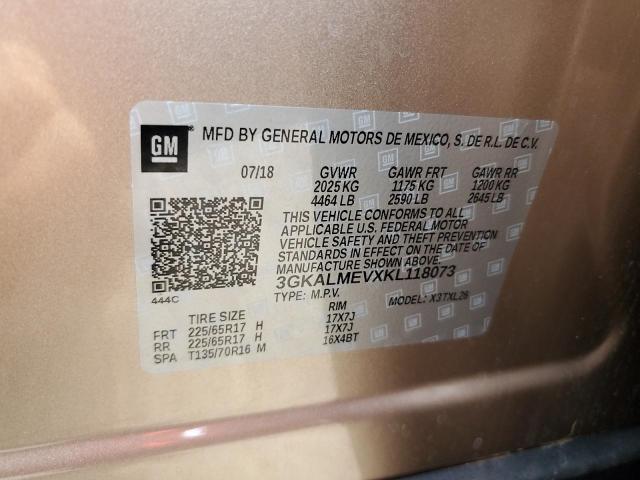 GM ® MFD BY GENERAL MOTORS DE MEXICO, S. DE R.L. DE C.V.
07/18 GVWR GAWR FRT GAWR RR
2025 KG 1175 KG 1200 KG
4464 LB 2590 LB 2645 LB
THIS VEHICLE CONFORMS TO ALL
APPLICABLE U.S. FEDERAL MOTOR
VEHICLE SAFETY AND THEFT PREVENTION
STANDARDS IN EFFECT ON THE DATE OF
MANUFACTURE SHOWN ABOVE.
3GKALMEVXKL118073
444C TYPE: M.P.V. MODEL: X3TXL26
TIRE SIZE RIM
FRT 225/65R17 H 17X7J
RR 225/65R17 H 17X7J
SPA T135/70R16 M 16X4BT